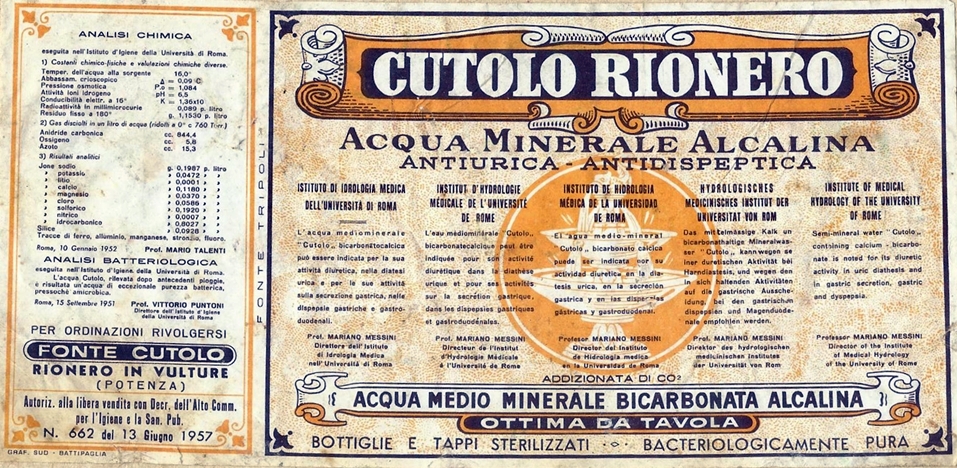 ANALISI CHIMICA
eseguita nell'Istituto d'Igiene della Università di Roma.
1) Costanti chimico-fisiche e valutazioni chimiche diverse.
Temper. dell'acqua alla sorgente 16,0°
Abbassam. crioscopico Δ = 0,09 C
Pressione osmotica P.o = 1,084
Attività ioni idrogeno pH = 6,5
Conducibilità elettr. a 16° K = 1,36x10
Radioattività in millimicrocurie 0,089 p. litro
Residuo fisso a 180° g. 1,1530 p. litro
2) Gas disciolti in un litro di acqua (ridotti a 0° e 760 Torr.)
Anidride carbonica cc. 844,4
Ossigeno cc. 5,8
Azoto cc. 15,3
3) Risultati analitici
Jone sodio g. 0,1987 p. litro
" potassio " 0,0472 "
" litio " 0,0001 "
" calcio " 0,1180 "
" magnesio " 0,0370 "
" cloro " 0,0586 "
" solforico " 0,1920 "
" nitrico " 0,0007 "
" idrocarbonico " 0,8027 "
Silice " 0,0928 "
Tracce di ferro, alluminio, manganese, stronzio, fluoro.
Roma, 10 Gennaio 1952 Prof. MARIO TALENTI
ANALISI BATTERIOLOGICA
eseguita nell'Istituto d'Igiene della Università di Roma.
L'acqua Cutolo, rilevata dopo antecedenti pioggie,
è risultata un'acqua di eccezionale purezza batterica,
pressoché amicrobica.
Roma, 15 Settembre 1951 Prof. VITTORIO PUNTONI
Direttore dell'Istituto d'Igiene
della Università di Roma
PER ORDINAZIONI RIVOLGERSI
FONTE CUTOLO
RIONERO IN VULTURE
(POTENZA)
Autoriz. alla libera vendita con Decr. dell'Alto Comm.
per l'Igiene e la San. Pub.
N. 662 del 13 Giugno 1957
GRAF. SUD - BATTIPAGLIA
FONTE TRIPOLI
CUTOLO RIONERO
ACQUA MINERALE ALCALINA
ANTIURICA - ANTIDISPEPTICA
ISTITUTO DI IDROLOGIA MEDICA
DELL'UNIVERSITÀ DI ROMA
L'acqua mediominerale
"Cutolo,, bicarbonatocalcica
può essere indicata per la sua
attività diuretica, nella diatesi
urica e per la sua attività
sulla secrezione gastrica, nelle
dispepsie gastriche e gastro-
duodenali.
Prof. MARIANO MESSINI
Direttore dell'Istituto
di Idrologia Medica
nell'Università di Roma
INSTITUT D'HYDROLOGIE
MÉDICALE DE L'UNIVERSITÉ
DE ROME
L'eau médiominérale "Cutolo,,
bicarbonatecalcique peut être
indiquée pour son activité
diurétique dans la diathèse
urique et pour ses activités
sur la sécrétion gastrique,
dans les dispepsies gastriques
et gastroduodénales.
Prof. MARIANO MESSINI
Directeur de l'Institut
d'Hydrologie Médicale
de l'Université de Rome
INSTITUTO DE HIDROLOGIA
MÉDICA DE LA UNIVERSIDAD
DE ROMA
El agua medio-mineral
"Cutolo,, bicarbonato calcica
puede ser indicata por la
actividad diuretica en la dia-
tesis urica, en la secreción
gástrica y en las dispepsias
gástricas y gastroduodenal.
Professor MARIANO MESSINI
Director del Instituto
de Hidrologia medica
en la Universidad de Roma
HYDROLOGISCHES
MEDICINISCHES INSTITUT DER
UNIVERSITAT VON ROM
Das mittelmässige Kalk un
bicarbonathaltige Mineralwas-
ser "Cutolo,, kann wegen se
iner duretischen Aktivität bei
Harndiastesis, und wegen den
In sich tretenden Aktivitäten
auf die gastrische Ausschei-
dung bei den gastrischen
dispepsien und Magenduode-
nale empfohlen werden.
Prof. MARIANO MESSINI
Direktor des hydrologischen
medicinischen Institutes
der Universität von Rom
INSTITUTE OF MEDICAL
HYDROLOGY OF THE UNIVERSITY
OF ROME
Semi-mineral water "Cutolo,,
containing calcium - bicarbo-
nate is noted for its diuretic
activity in uric diathesis and
in gastric secretion, gastric
and dyspepsia.
Professor MARIANO MESSINI
Director of the Institute
of Medical Hydrology
of the University of Rome
ADDIZIONATA DI CO²
ACQUA MEDIO MINERALE BICARBONATA ALCALINA
OTTIMA DA TAVOLA
BOTTIGLIE E TAPPI STERILIZZATI - BACTERIOLOGICAMENTE PURA